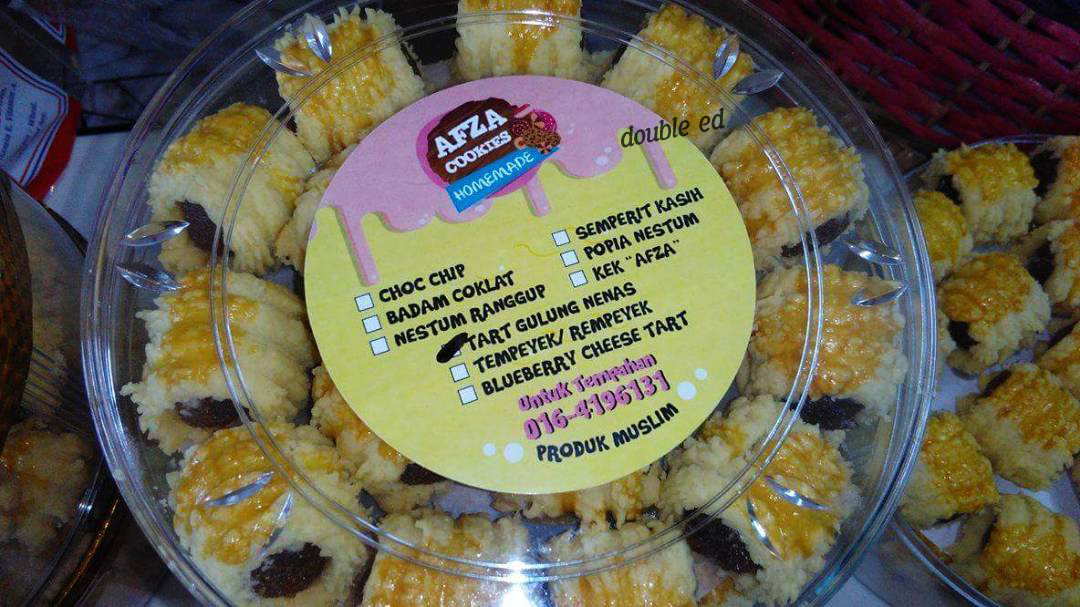 AFZA
COOKIES
HOMEMADE
double ed
CHOC CHIP
BADAM COKLAT
NESTUM RANGGUP
SEMPERIT KASIH
POPIA NESTUM
KEK "AFZA"
TART GULUNG NENAS
TEMPEYEK/ REMPEYEK
BLUEBERRY CHEESE TART
Untuk Tempahan
016-4196131
PRODUK MUSLIM